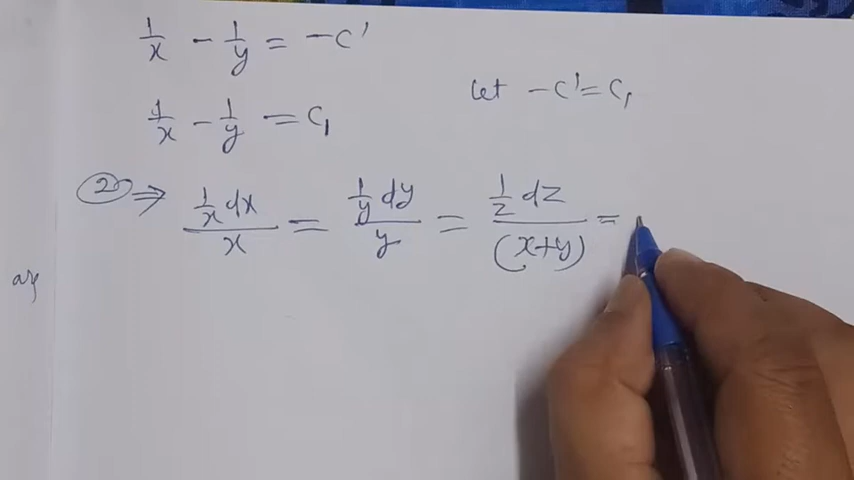 1/x - 1/y = -c'
let -c' = c₁
1/x - 1/y = c₁
② ⇒ (1/x dx)/x = (1/y dy)/y = (1/z dz)/(x+y) =